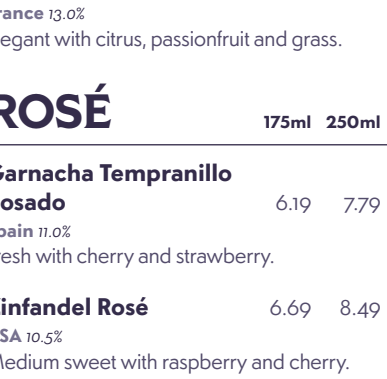 rance 13.0%
egant with citrus, passionfruit and grass.
ROSÉ 175ml 250ml
Garnacha Tempranillo
osado 6.19 7.79
pain 11.0%
resh with cherry and strawberry.
Zinfandel Rosé 6.69 8.49
SA 10.5%
Medium sweet with raspberry and cherry.